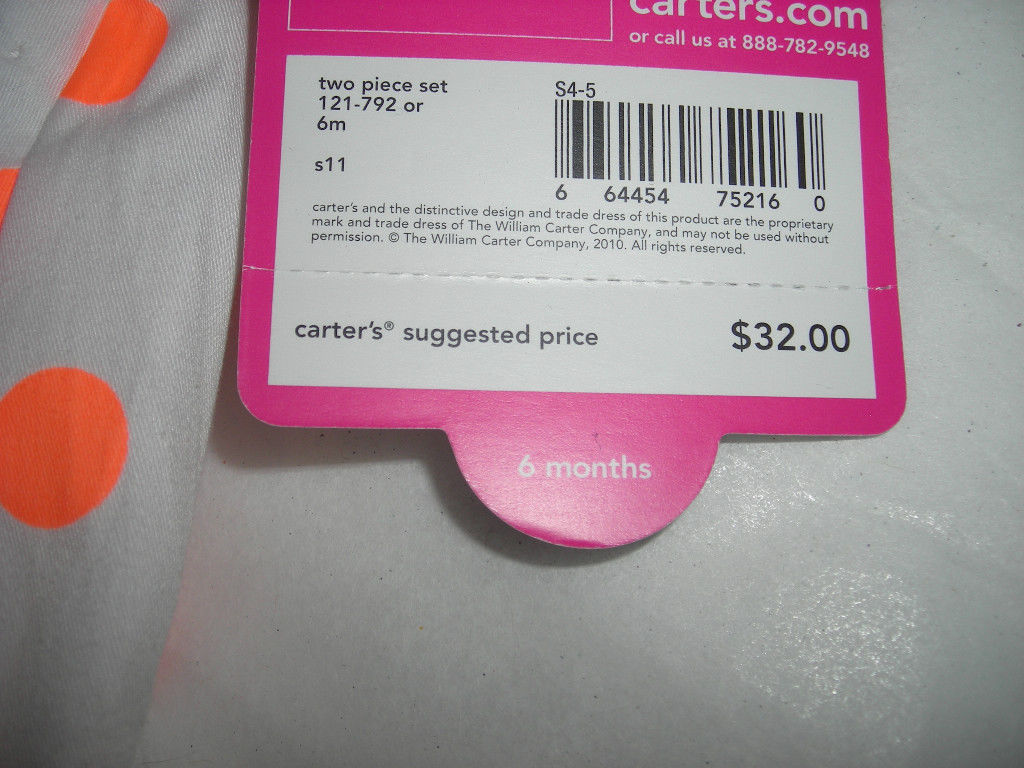 carters.com
or call us at 888-782-9548
two piece set
121-792 or
6m
s11
S4-5
6 64454 75216 0
carter's and the distinctive design and trade dress of this product are the proprietary
mark and trade dress of The William Carter Company, and may not be used without
permission. © The William Carter Company, 2010. All rights reserved.
carter's® suggested price $32.00
6 months